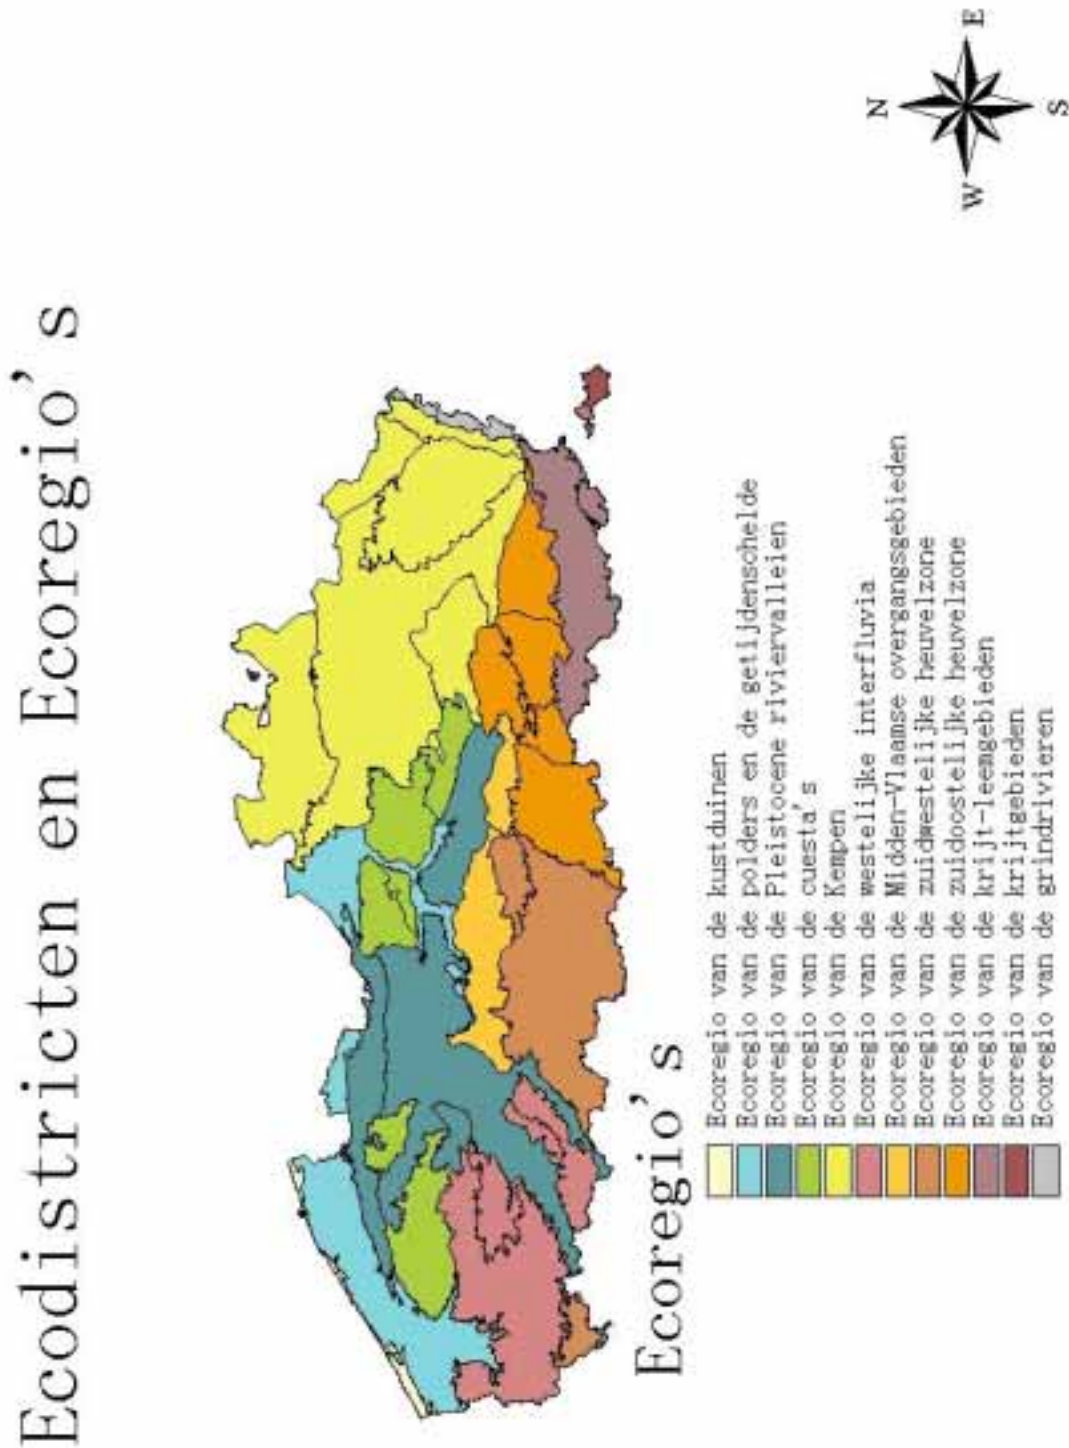 Ecodistricten en Ecoregio's
N
W
E
S
Ecoregio's
Ecoregio van de kustduinen
Ecoregio van de polders en de getijdenschelde
Ecoregio van de Pleistocene riviervalleien
Ecoregio van de cuesta's
Ecoregio van de Kempen
Ecoregio van de westelijke interfluvia
Ecoregio van de Midden-Vlaamse overgangsgebieden
Ecoregio van de zuidwestelijke heuvelzone
Ecoregio van de zuidoostelijke heuvelzone
Ecoregio van de krijt-leemgebieden
Ecoregio van de krijtgebieden
Ecoregio van de grindrivieren